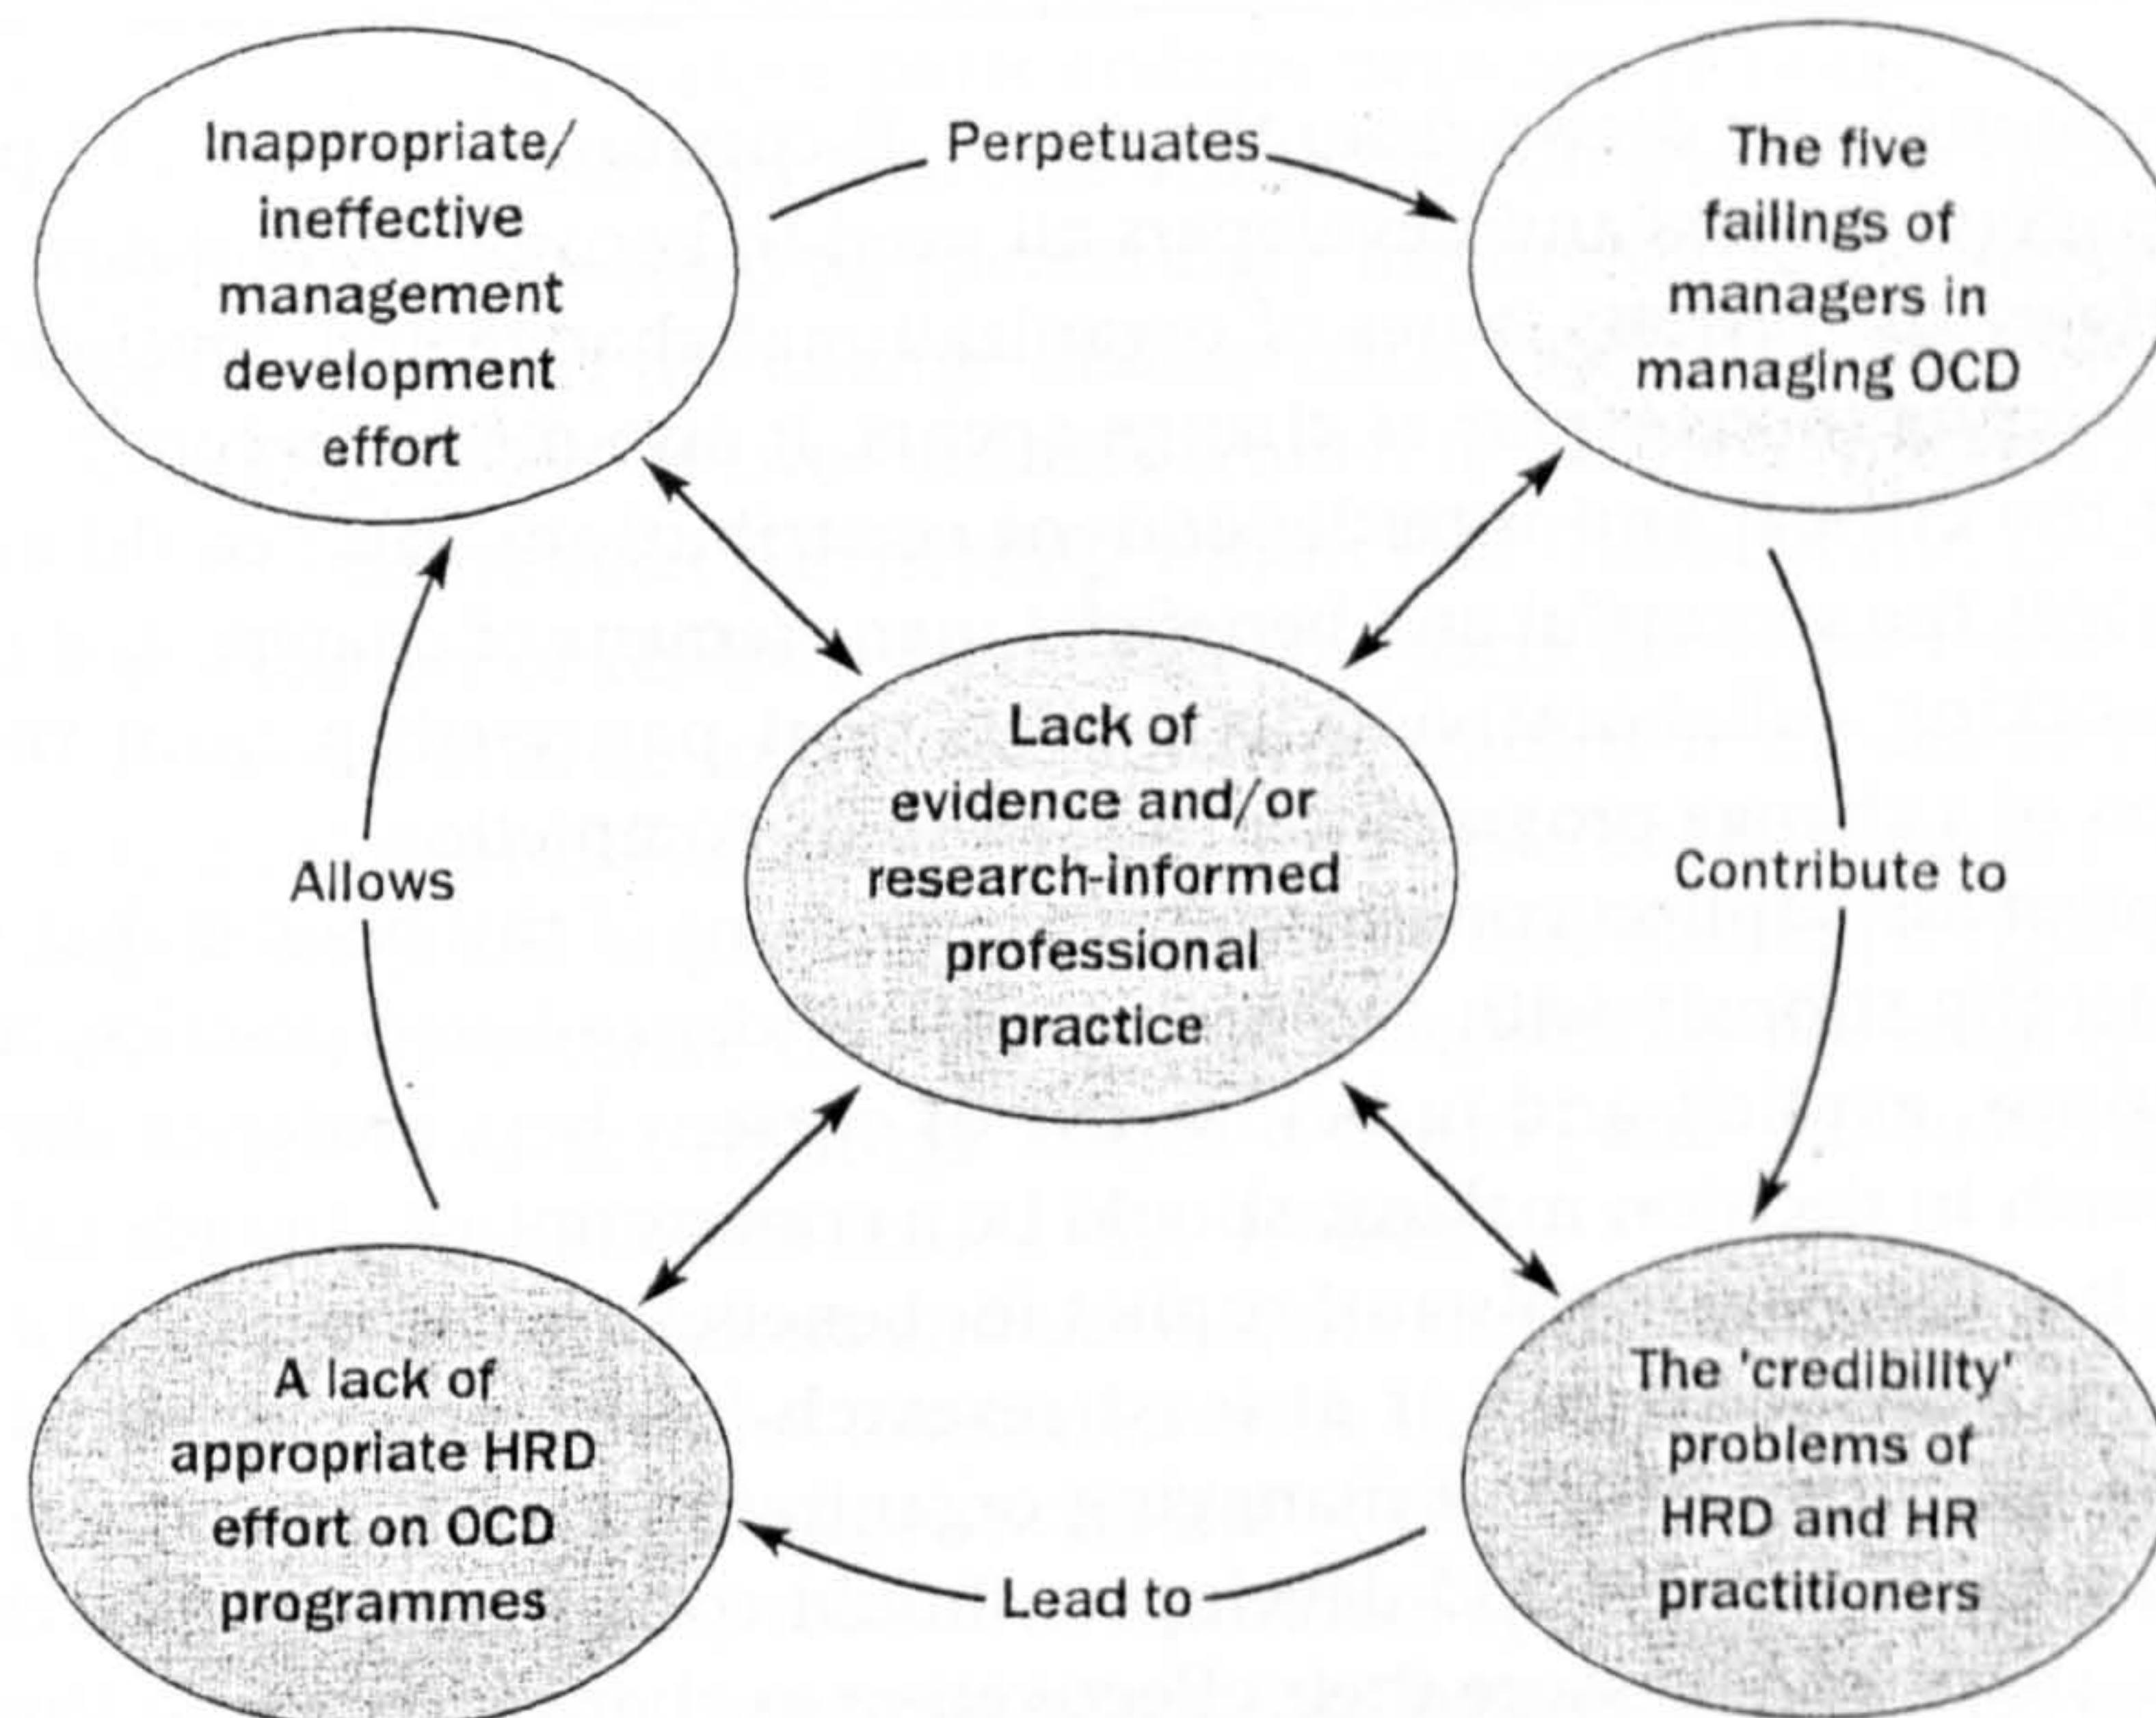 Inappropriate/
ineffective
management
development
effort
Perpetuates
The five
failings of
managers in
managing OCD
Lack of
evidence and/or
research-informed
professional
practice
Allows
Contribute to
A lack of
appropriate HRD
effort on OCD
programmes
Lead to
The 'credibility'
problems of
HRD and HR
practitioners